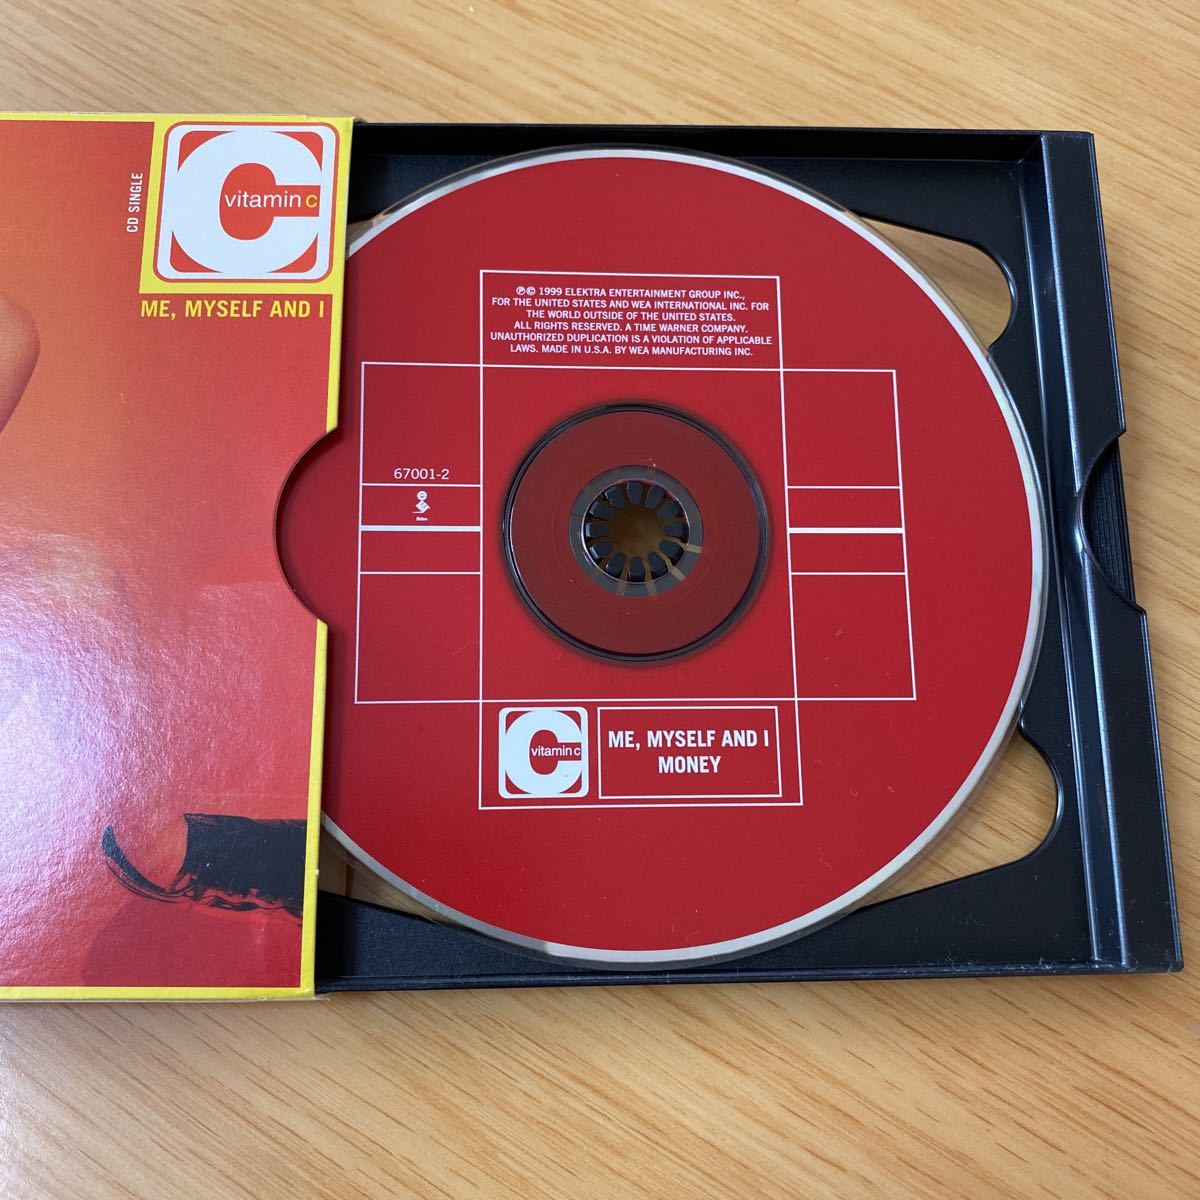 CD SINGLE
vitamin c
ME, MYSELF AND I
℗© 1999 ELEKTRA ENTERTAINMENT GROUP INC.,
FOR THE UNITED STATES AND WEA INTERNATIONAL INC. FOR
THE WORLD OUTSIDE OF THE UNITED STATES.
ALL RIGHTS RESERVED. A TIME WARNER COMPANY.
UNAUTHORIZED DUPLICATION IS A VIOLATION OF APPLICABLE
LAWS. MADE IN U.S.A. BY WEA MANUFACTURING INC.
67001-2
Elektra
vitamin c
ME, MYSELF AND I
MONEY